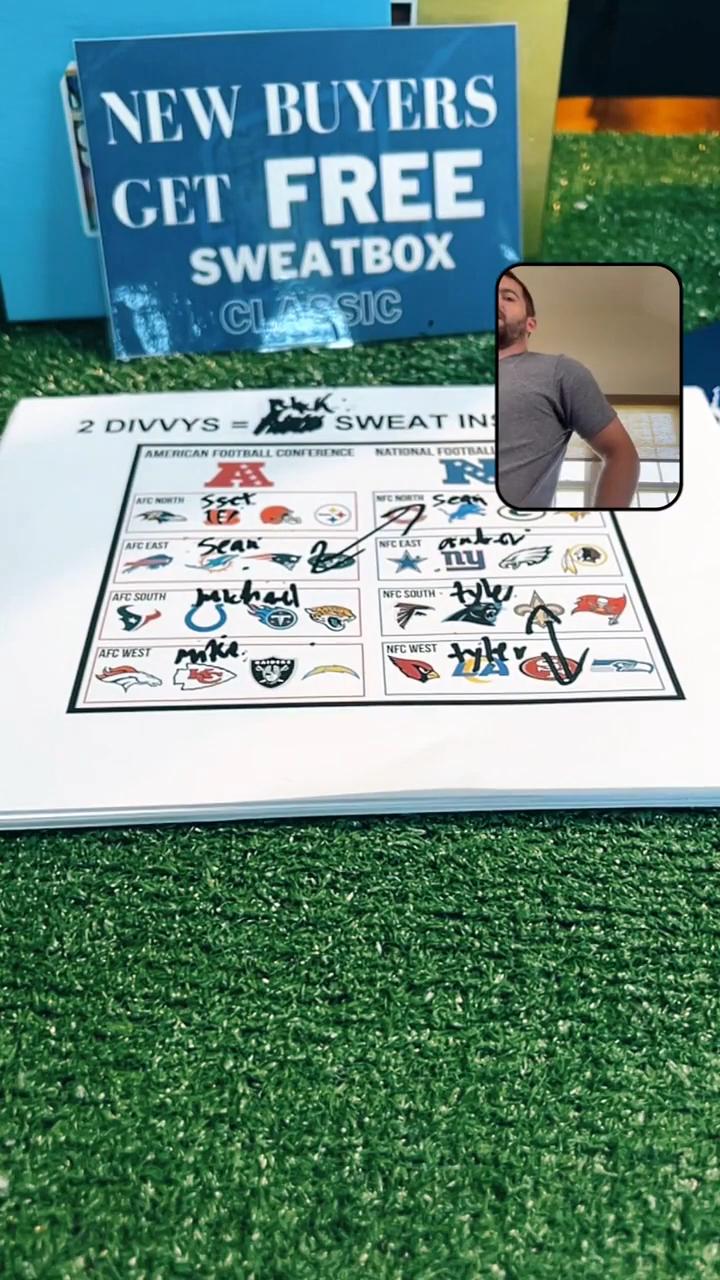 NEW BUYERS
GET FREE
SWEATBOX
CLASSIC
2 DIVVYS = SWEAT INS
AMERICAN FOOTBALL CONFERENCE NATIONAL FOOTBALL
A N
AFC NORTH NFC NORTH sean
AFC EAST sean NFC EAST andrew
ny
AFC SOUTH michael NFC SOUTH tyler
AFC WEST mike NFC WEST tyler
RAIDERS